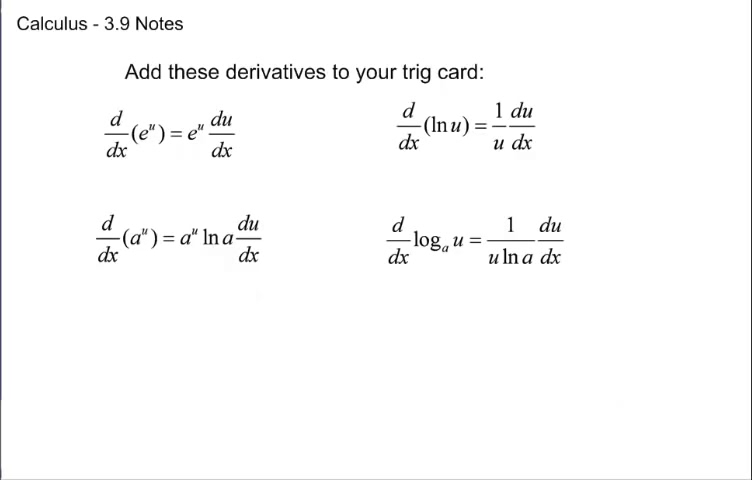 Calculus - 3.9 Notes
Add these derivatives to your trig card:
d/dx (e^u) = e^u du/dx
d/dx (ln u) = 1/u du/dx
d/dx (a^u) = a^u ln a du/dx
d/dx log_a u = 1/(u ln a) du/dx